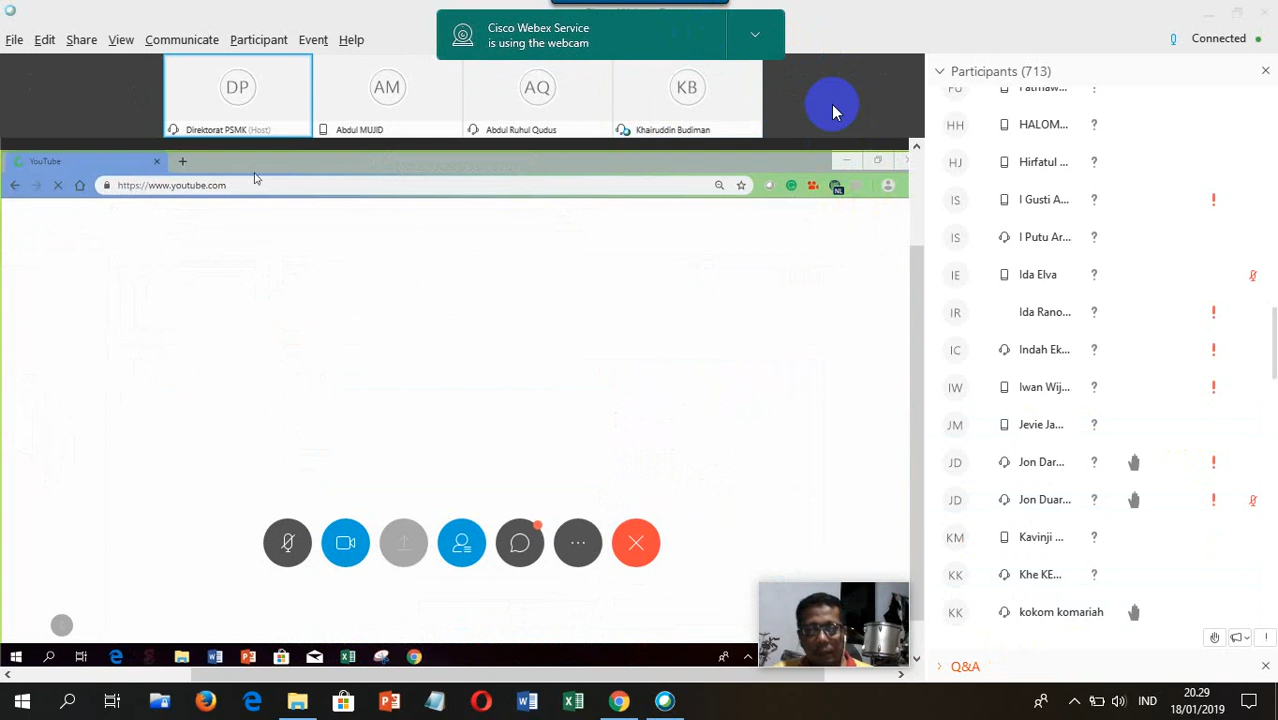 Cisco Webex Service
is using the webcam
File Edit Share View Communicate Participant Event Help
Connected
DP
Direktorat PSMK (Host)
AM
Abdul MUJID
AQ
Abdul Ruhul Qudus
KB
Khairuddin Budiman
Participants (713)
YouTube
https://www.youtube.com
NL
HH HALOM...
HJ Hirfatul ...
IS I Gusti A...
IS I Putu Ar...
IE Ida Elva
IR Ida Rano...
IC Indah Ek...
IW Iwan Wij...
JM Jevie Ja...
JD Jon Dar...
JD Jon Duar...
KM Kavinji ...
KK Khe KE...
KK kokom komariah
Q&A
IND
20.29
18/01/2019